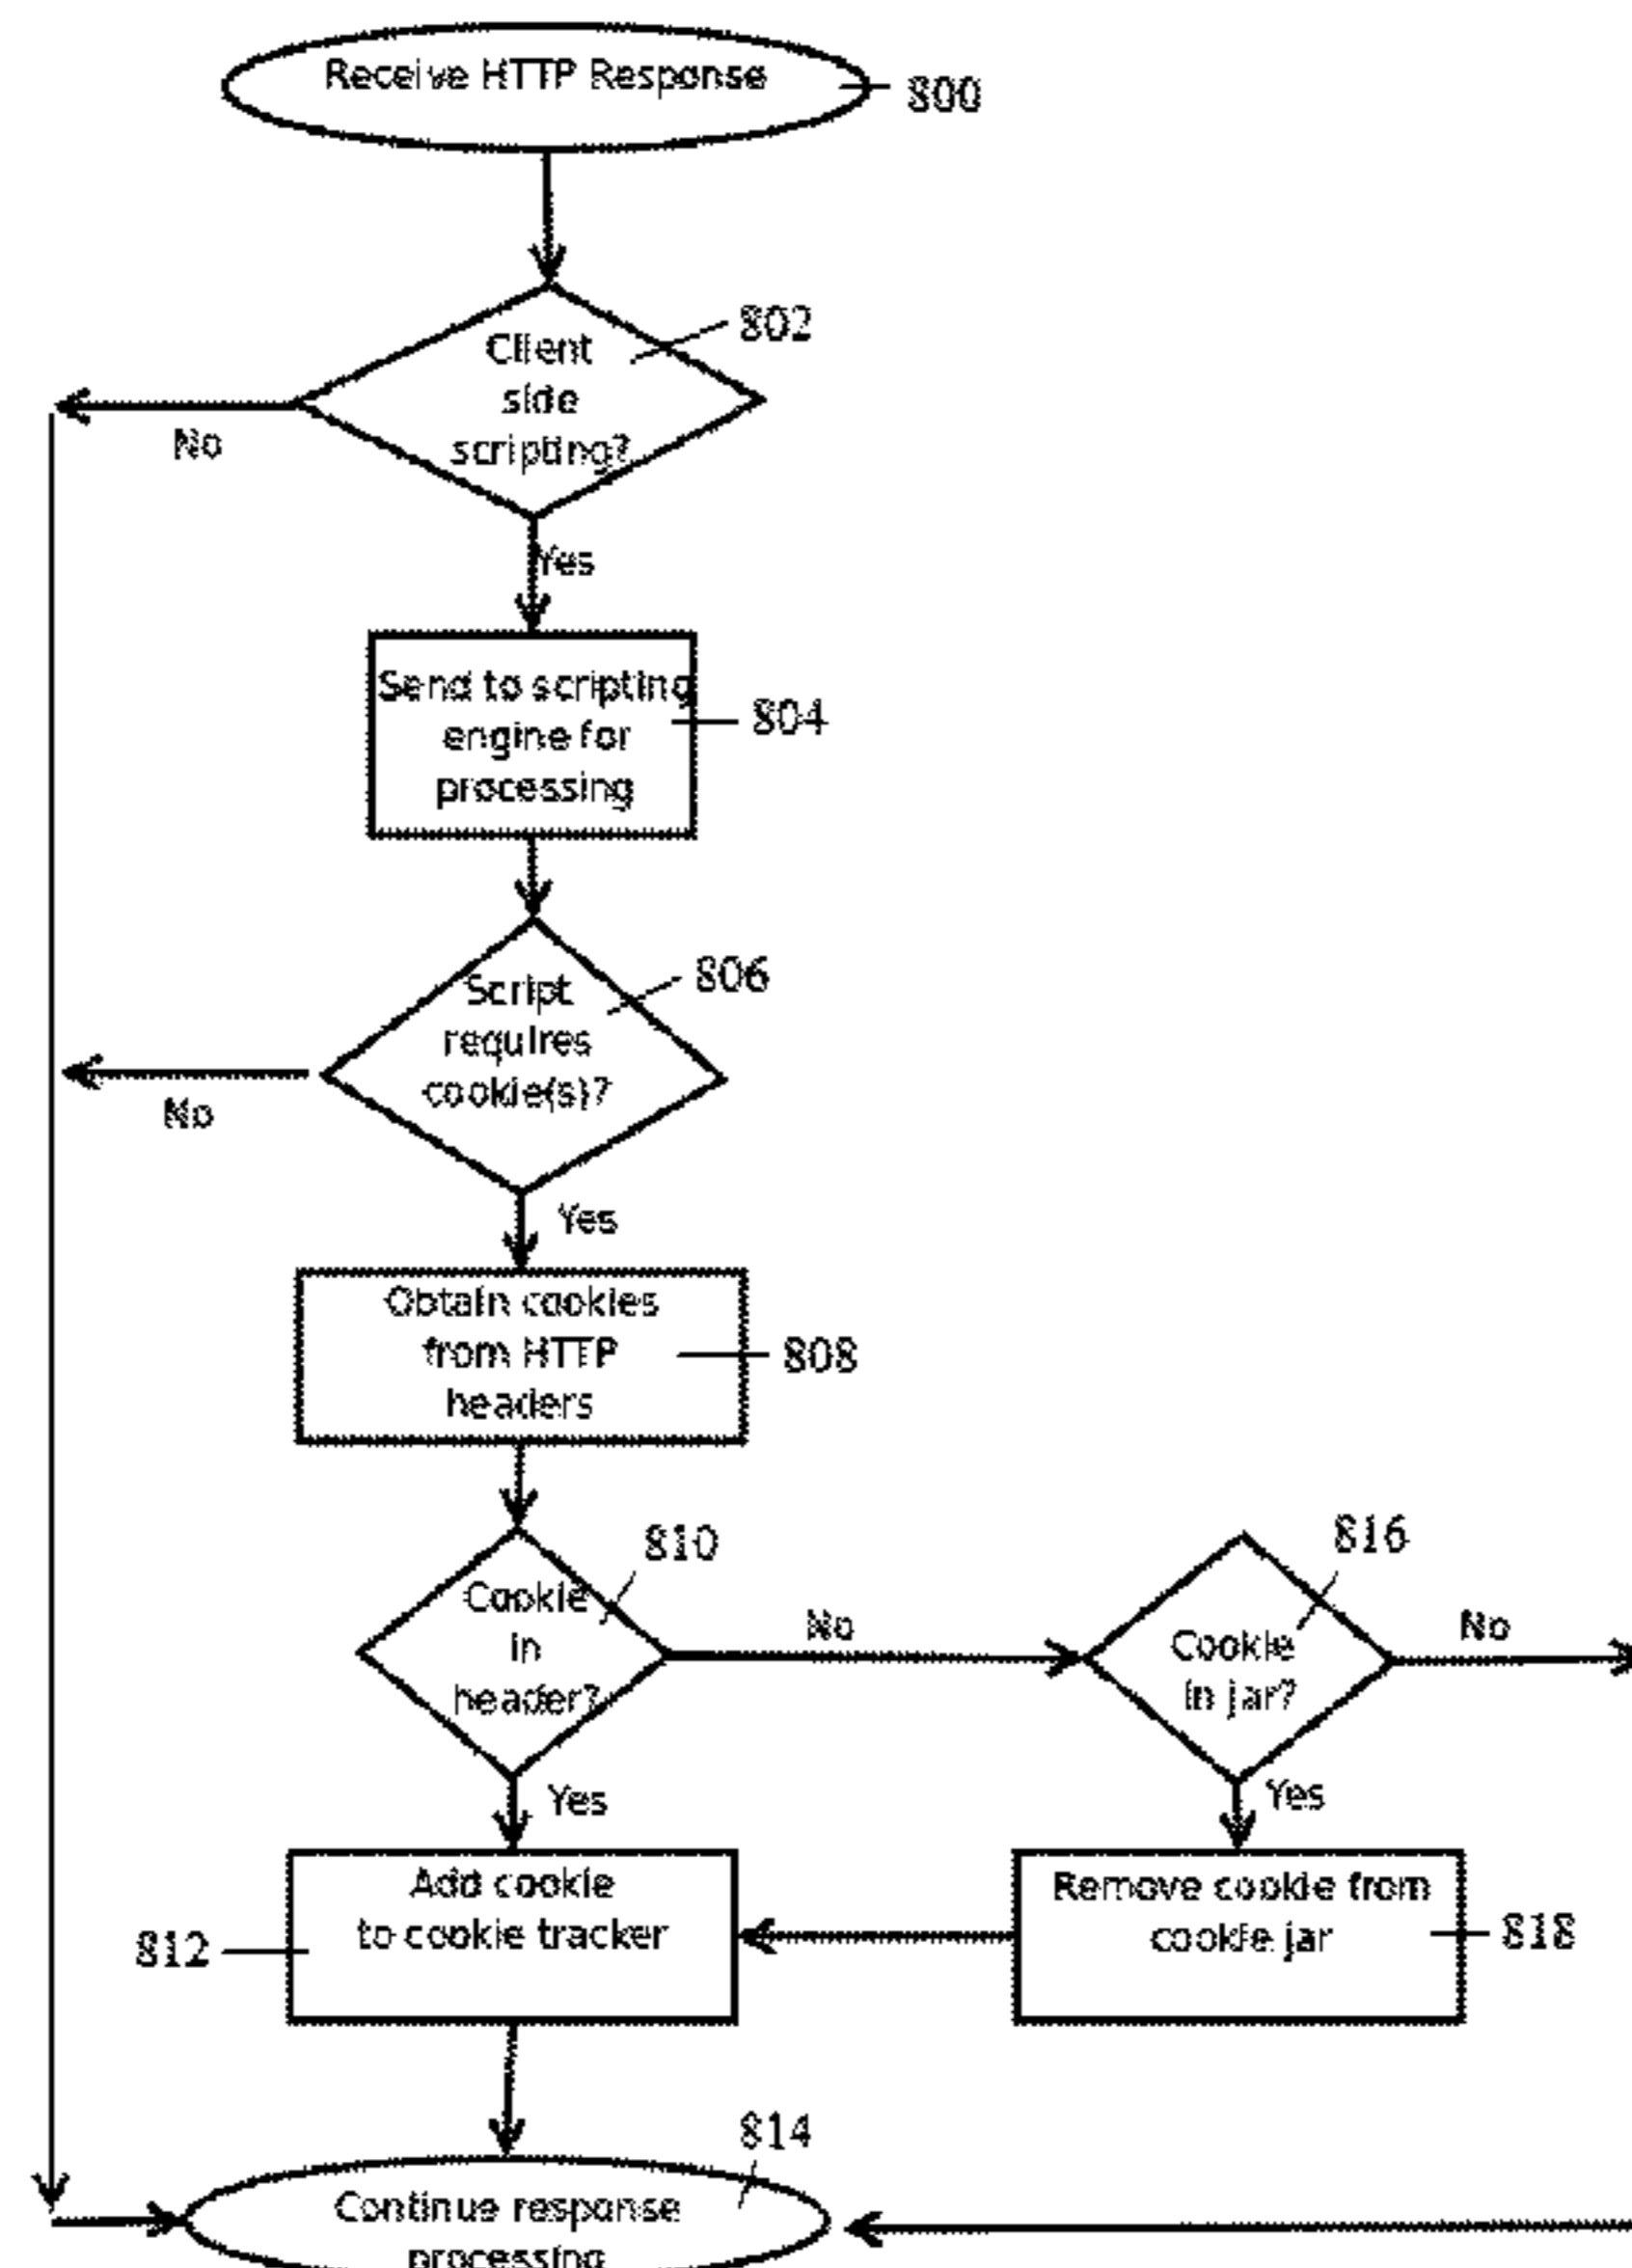 Receive HTTP Response
800
802
Client
side
scripting?
No
Yes
Send to scripting
engine for
processing
804
806
Script
requires
cookie(s)?
No
Yes
Obtain cookies
from HTTP
headers
808
810
Cookie
in
header?
No
816
Cookie
in jar?
No
Yes
Yes
Add cookie
to cookie tracker
812
Remove cookie from
cookie jar
818
814
Continue response
processing